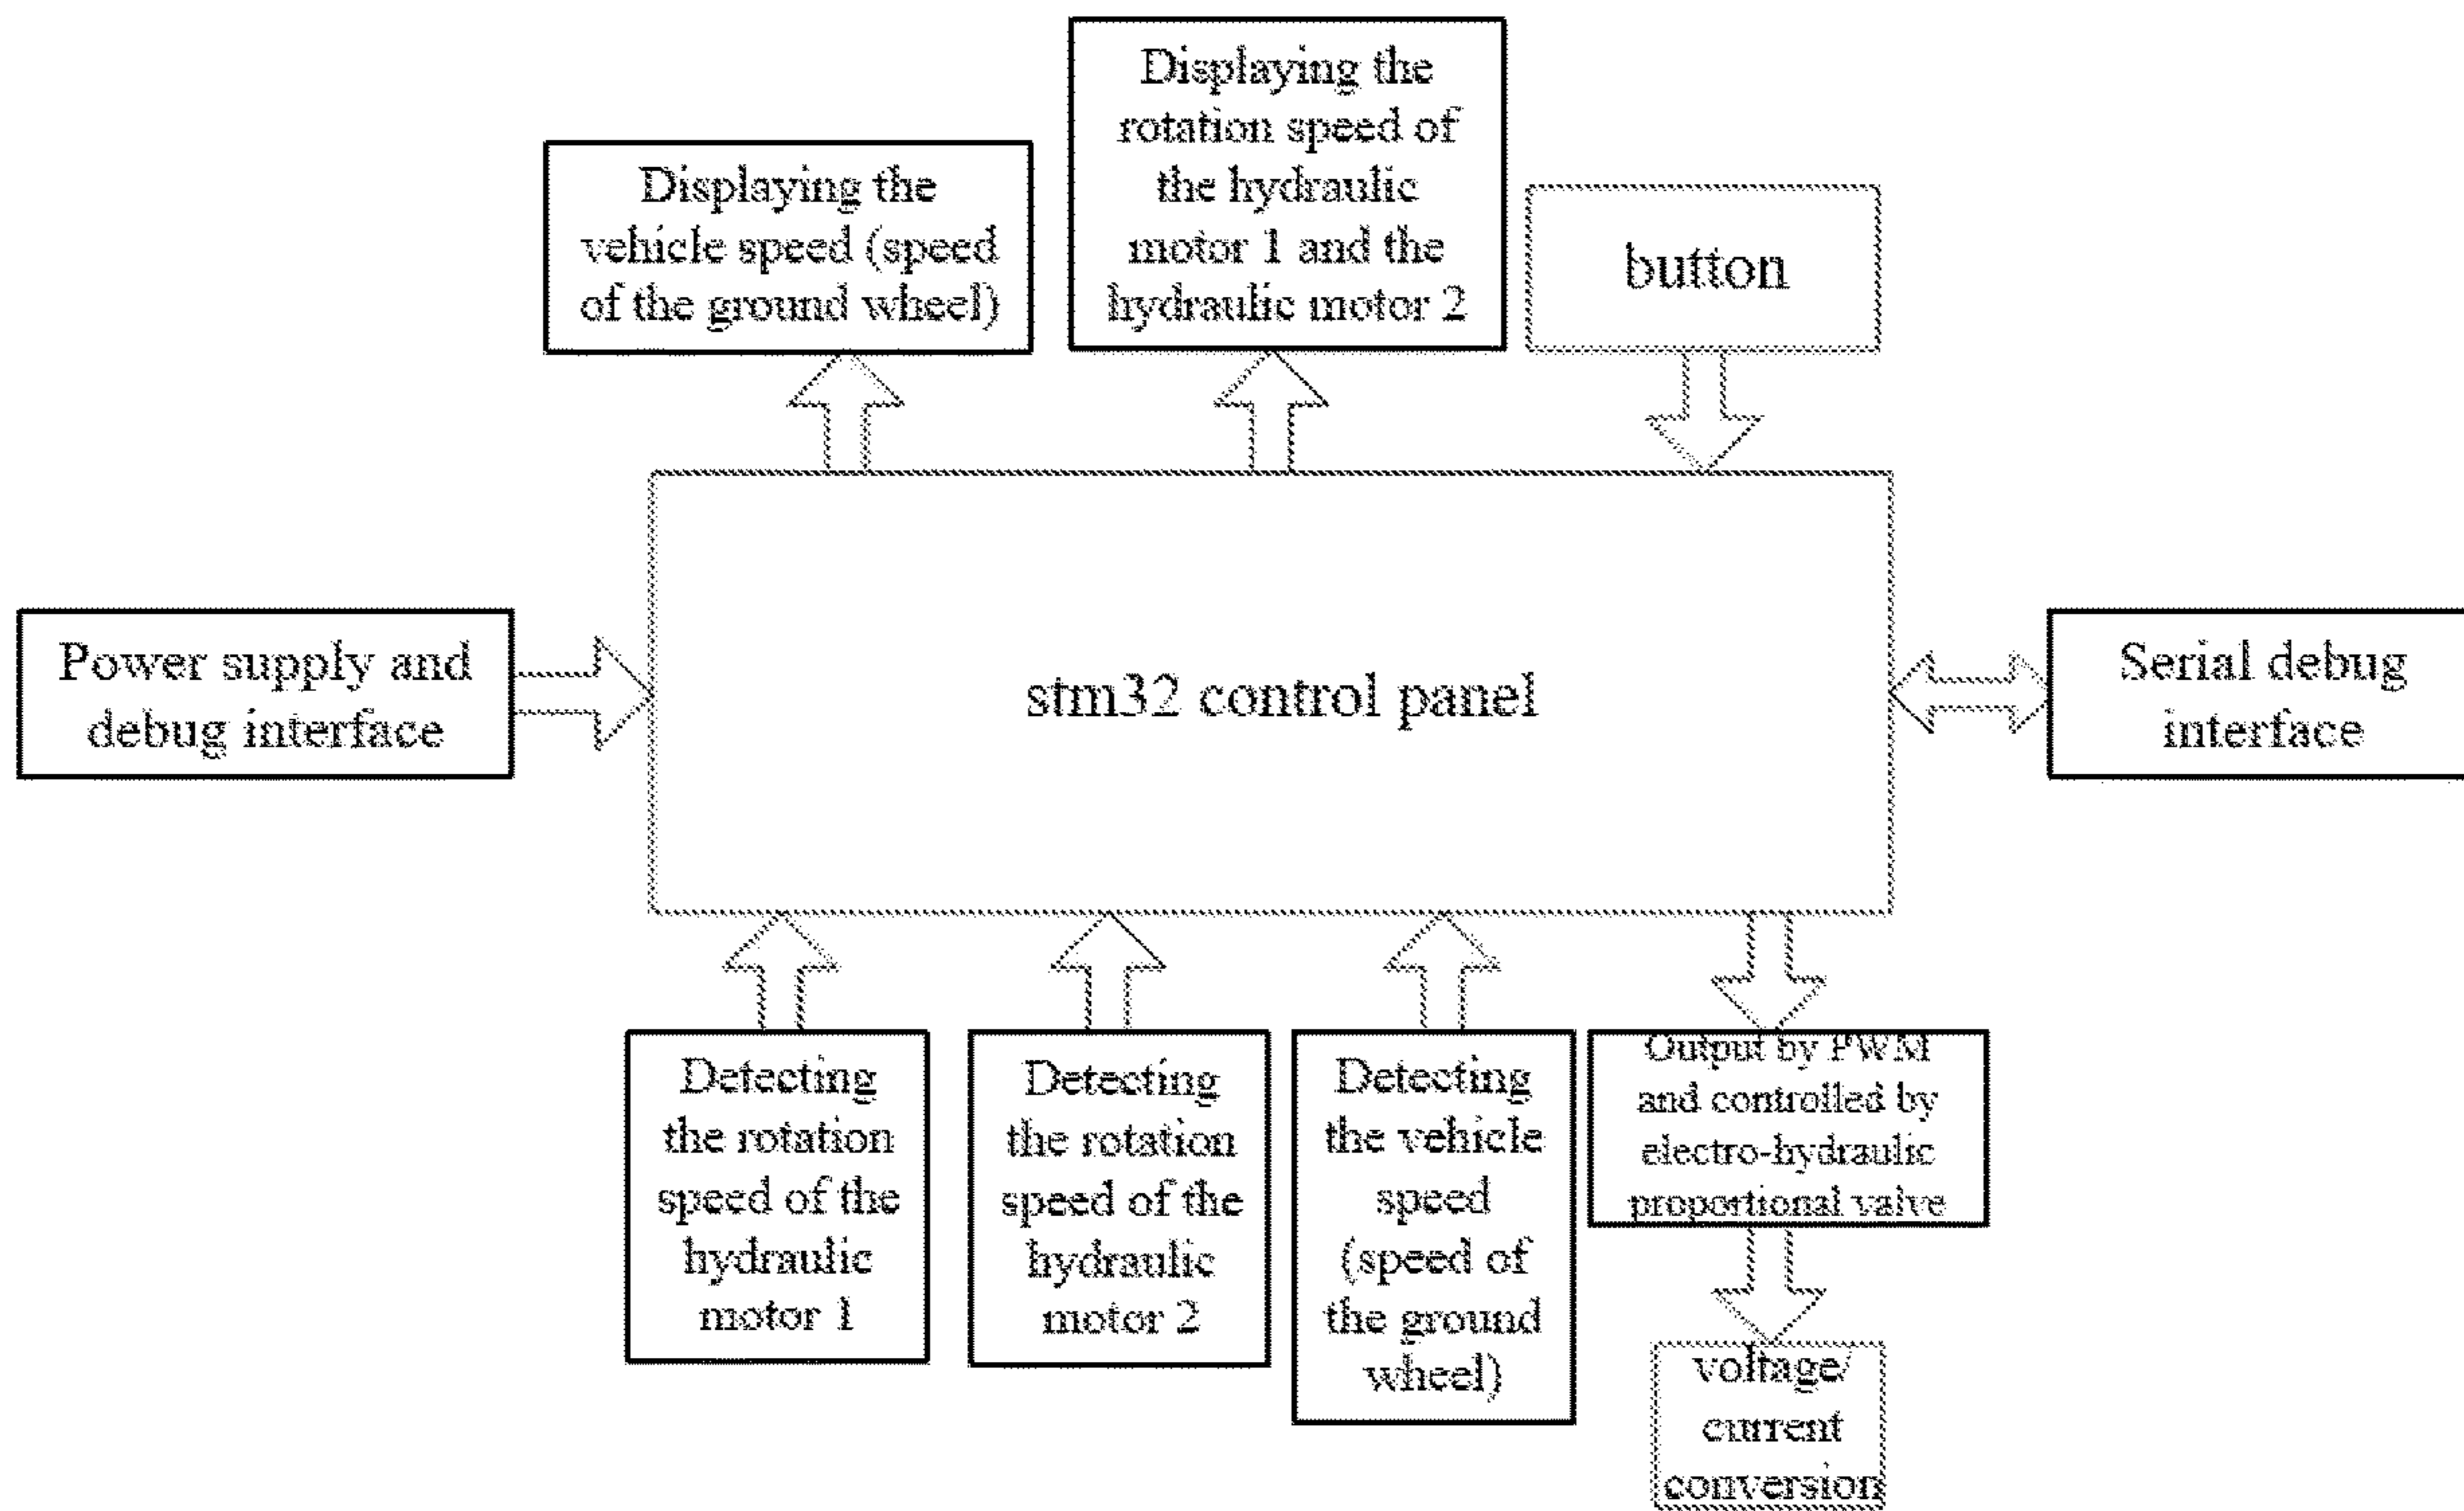 Displaying the
rotation speed of
the hydraulic
motor 1 and the
hydraulic motor 2
Displaying the
vehicle speed (speed
of the ground wheel)
button
Power supply and
debug interface
stm32 control panel
Serial debug
interface
Detecting
the rotation
speed of the
hydraulic
motor 1
Detecting
the rotation
speed of the
hydraulic
motor 2
Detecting
the vehicle
speed
(speed of
the ground
wheel)
Output by PWM
and controlled by
electro-hydraulic
proportional valve
voltage/
current
conversion